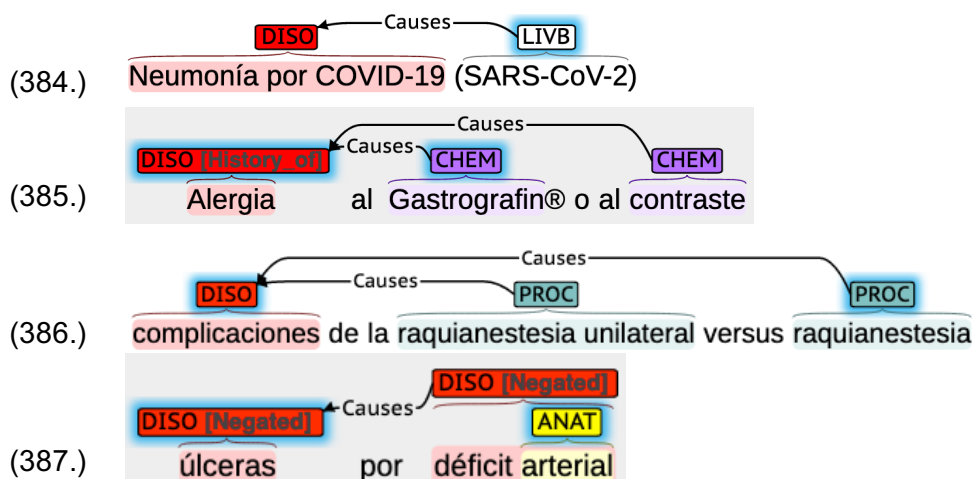 Causes
DISO LIVB
(384.) Neumonía por COVID-19 (SARS-CoV-2)
Causes
Causes
DISO [History_of] CHEM CHEM
(385.) Alergia al Gastrografin® o al contraste
Causes
Causes
DISO PROC PROC
(386.) complicaciones de la raquianestesia unilateral versus raquianestesia
DISO [Negated]
Causes
DISO [Negated] ANAT
(387.) úlceras por déficit arterial